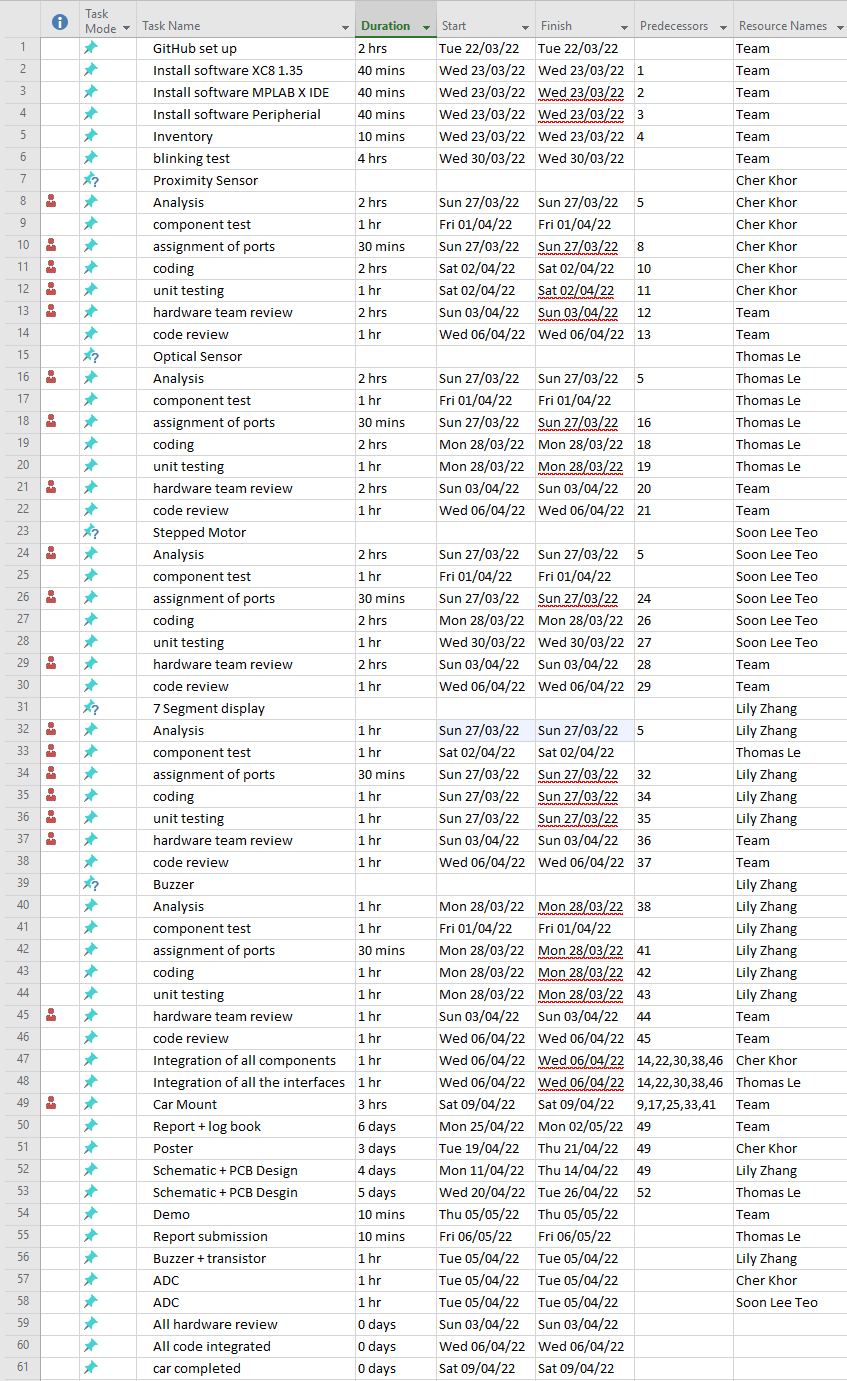 Task Mode Task Name Duration Start Finish Predecessors Resource Names
1 GitHub set up 2 hrs Tue 22/03/22 Tue 22/03/22 Team
2 Install software XC8 1.35 40 mins Wed 23/03/22 Wed 23/03/22 1 Team
3 Install software MPLAB X IDE 40 mins Wed 23/03/22 Wed 23/03/22 2 Team
4 Install software Peripherial 40 mins Wed 23/03/22 Wed 23/03/22 3 Team
5 Inventory 10 mins Wed 23/03/22 Wed 23/03/22 4 Team
6 blinking test 4 hrs Wed 30/03/22 Wed 30/03/22 Team
7 ? Proximity Sensor Cher Khor
8 Analysis 2 hrs Sun 27/03/22 Sun 27/03/22 5 Cher Khor
9 component test 1 hr Fri 01/04/22 Fri 01/04/22 Cher Khor
10 assignment of ports 30 mins Sun 27/03/22 Sun 27/03/22 8 Cher Khor
11 coding 2 hrs Sat 02/04/22 Sat 02/04/22 10 Cher Khor
12 unit testing 1 hr Sat 02/04/22 Sat 02/04/22 11 Cher Khor
13 hardware team review 2 hrs Sun 03/04/22 Sun 03/04/22 12 Team
14 code review 1 hr Wed 06/04/22 Wed 06/04/22 13 Team
15 ? Optical Sensor Thomas Le
16 Analysis 2 hrs Sun 27/03/22 Sun 27/03/22 5 Thomas Le
17 component test 1 hr Fri 01/04/22 Fri 01/04/22 Thomas Le
18 assignment of ports 30 mins Sun 27/03/22 Sun 27/03/22 16 Thomas Le
19 coding 2 hrs Mon 28/03/22 Mon 28/03/22 18 Thomas Le
20 unit testing 1 hr Mon 28/03/22 Mon 28/03/22 19 Thomas Le
21 hardware team review 2 hrs Sun 03/04/22 Sun 03/04/22 20 Team
22 code review 1 hr Wed 06/04/22 Wed 06/04/22 21 Team
23 ? Stepped Motor Soon Lee Teo
24 Analysis 2 hrs Sun 27/03/22 Sun 27/03/22 5 Soon Lee Teo
25 component test 1 hr Fri 01/04/22 Fri 01/04/22 Soon Lee Teo
26 assignment of ports 30 mins Sun 27/03/22 Sun 27/03/22 24 Soon Lee Teo
27 coding 2 hrs Mon 28/03/22 Mon 28/03/22 26 Soon Lee Teo
28 unit testing 1 hr Wed 30/03/22 Wed 30/03/22 27 Soon Lee Teo
29 hardware team review 2 hrs Sun 03/04/22 Sun 03/04/22 28 Team
30 code review 1 hr Wed 06/04/22 Wed 06/04/22 29 Team
31 ? 7 Segment display Lily Zhang
32 Analysis 1 hr Sun 27/03/22 Sun 27/03/22 5 Lily Zhang
33 component test 1 hr Sat 02/04/22 Sat 02/04/22 Thomas Le
34 assignment of ports 30 mins Sun 27/03/22 Sun 27/03/22 32 Lily Zhang
35 coding 1 hr Sun 27/03/22 Sun 27/03/22 34 Lily Zhang
36 unit testing 1 hr Sun 27/03/22 Sun 27/03/22 35 Lily Zhang
37 hardware team review 1 hr Sun 03/04/22 Sun 03/04/22 36 Team
38 code review 1 hr Wed 06/04/22 Wed 06/04/22 37 Team
39 ? Buzzer Lily Zhang
40 Analysis 1 hr Mon 28/03/22 Mon 28/03/22 38 Lily Zhang
41 component test 1 hr Fri 01/04/22 Fri 01/04/22 Lily Zhang
42 assignment of ports 30 mins Mon 28/03/22 Mon 28/03/22 41 Lily Zhang
43 coding 1 hr Mon 28/03/22 Mon 28/03/22 42 Lily Zhang
44 unit testing 1 hr Mon 28/03/22 Mon 28/03/22 43 Lily Zhang
45 hardware team review 1 hr Sun 03/04/22 Sun 03/04/22 44 Team
46 code review 1 hr Wed 06/04/22 Wed 06/04/22 45 Team
47 Integration of all components 1 hr Wed 06/04/22 Wed 06/04/22 14,22,30,38,46 Cher Khor
48 Integration of all the interfaces 1 hr Wed 06/04/22 Wed 06/04/22 14,22,30,38,46 Thomas Le
49 Car Mount 3 hrs Sat 09/04/22 Sat 09/04/22 9,17,25,33,41 Team
50 Report + log book 6 days Mon 25/04/22 Mon 02/05/22 49 Team
51 Poster 3 days Tue 19/04/22 Thu 21/04/22 49 Cher Khor
52 Schematic + PCB Design 4 days Mon 11/04/22 Thu 14/04/22 49 Lily Zhang
53 Schematic + PCB Desgin 5 days Wed 20/04/22 Tue 26/04/22 52 Thomas Le
54 Demo 10 mins Thu 05/05/22 Thu 05/05/22 Team
55 Report submission 10 mins Fri 06/05/22 Fri 06/05/22 Thomas Le
56 Buzzer + transistor 1 hr Tue 05/04/22 Tue 05/04/22 Lily Zhang
57 ADC 1 hr Tue 05/04/22 Tue 05/04/22 Cher Khor
58 ADC 1 hr Tue 05/04/22 Tue 05/04/22 Soon Lee Teo
59 All hardware review 0 days Sun 03/04/22 Sun 03/04/22
60 All code integrated 0 days Wed 06/04/22 Wed 06/04/22
61 car completed 0 days Sat 09/04/22 Sat 09/04/22